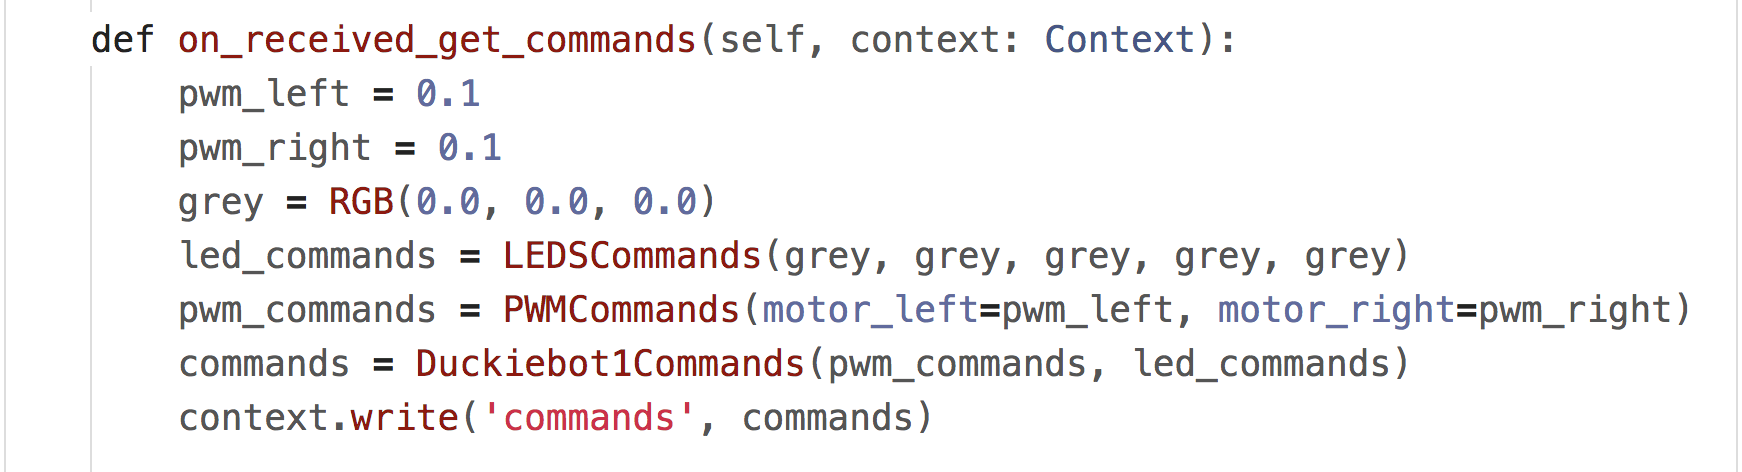 def on_received_get_commands(self, context: Context):
    pwm_left = 0.1
    pwm_right = 0.1
    grey = RGB(0.0, 0.0, 0.0)
    led_commands = LEDSCommands(grey, grey, grey, grey, grey)
    pwm_commands = PWMCommands(motor_left=pwm_left, motor_right=pwm_right)
    commands = Duckiebot1Commands(pwm_commands, led_commands)
    context.write('commands', commands)